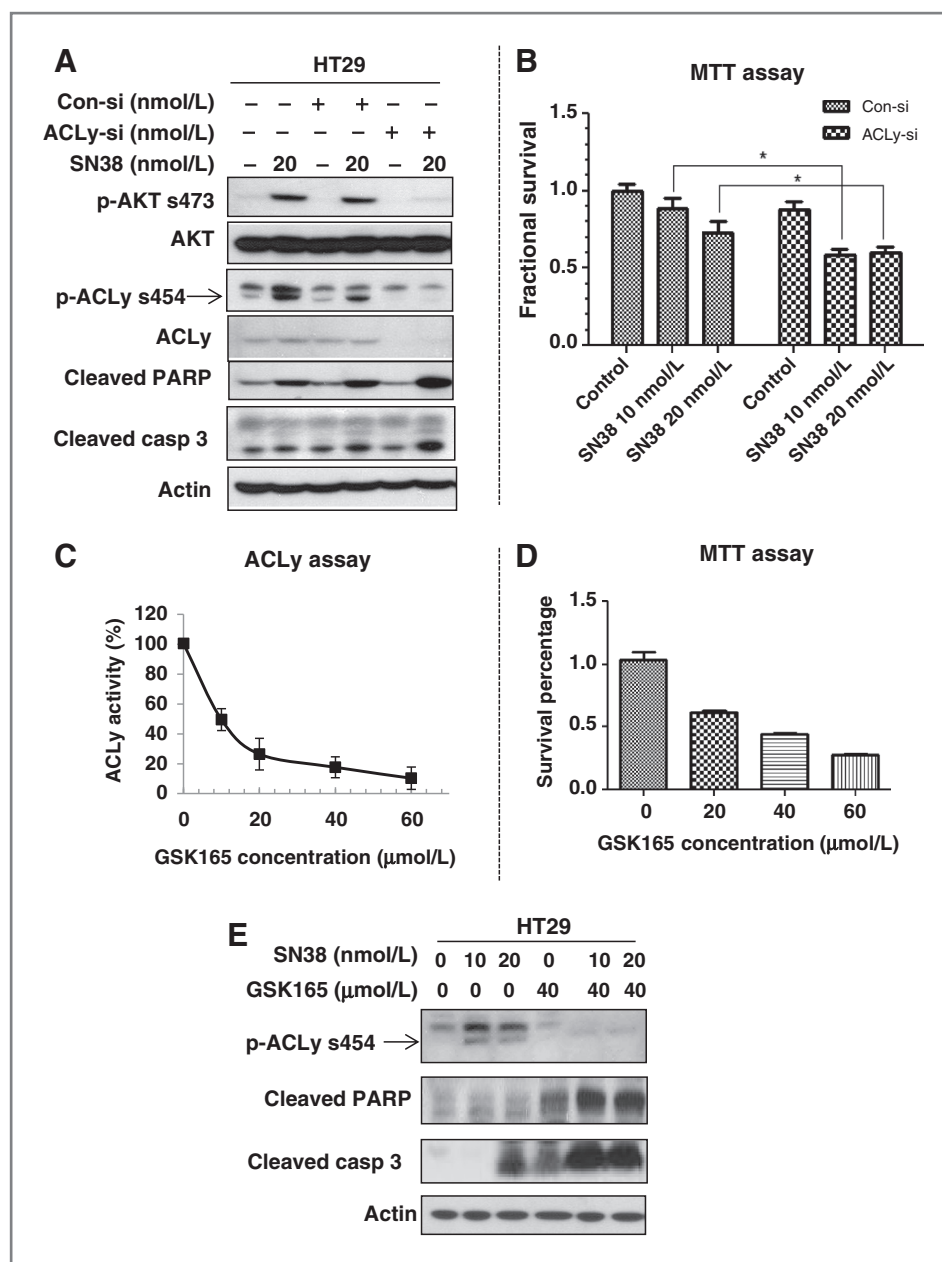 A
HT29
Con-si (nmol/L) – – + + – –
ACLy-si (nmol/L) – – – – + +
SN38 (nmol/L) – 20 – 20 – 20
p-AKT s473
AKT
p-ACLy s454
ACLy
Cleaved PARP
Cleaved casp 3
Actin
B
MTT assay
Con-si
ACLy-si
Fractional survival
1.5
1.0
0.5
0.0
*
*
Control
SN38 10 nmol/L
SN38 20 nmol/L
Control
SN38 10 nmol/L
SN38 20 nmol/L
C
ACLy assay
ACLy activity (%)
120
100
80
60
40
20
0
0 20 40 60
GSK165 concentration (μmol/L)
D
MTT assay
Survival percentage
1.5
1.0
0.5
0.0
0 20 40 60
GSK165 concentration (μmol/L)
E
HT29
SN38 (nmol/L) 0 10 20 0 10 20
GSK165 (μmol/L) 0 0 0 40 40 40
p-ACLy s454
Cleaved PARP
Cleaved casp 3
Actin